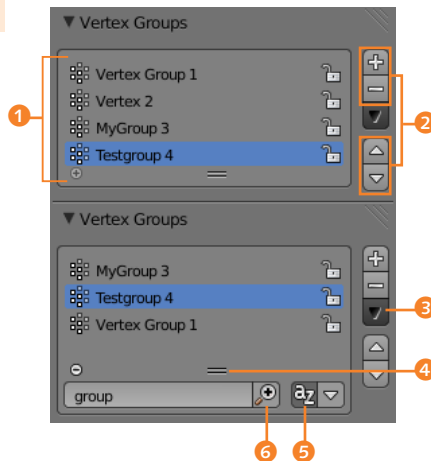 Vertex Groups
Vertex Group 1
Vertex 2
MyGroup 3
Testgroup 4
1
2
Vertex Groups
MyGroup 3
Testgroup 4
Vertex Group 1
3
4
group
az
6
5